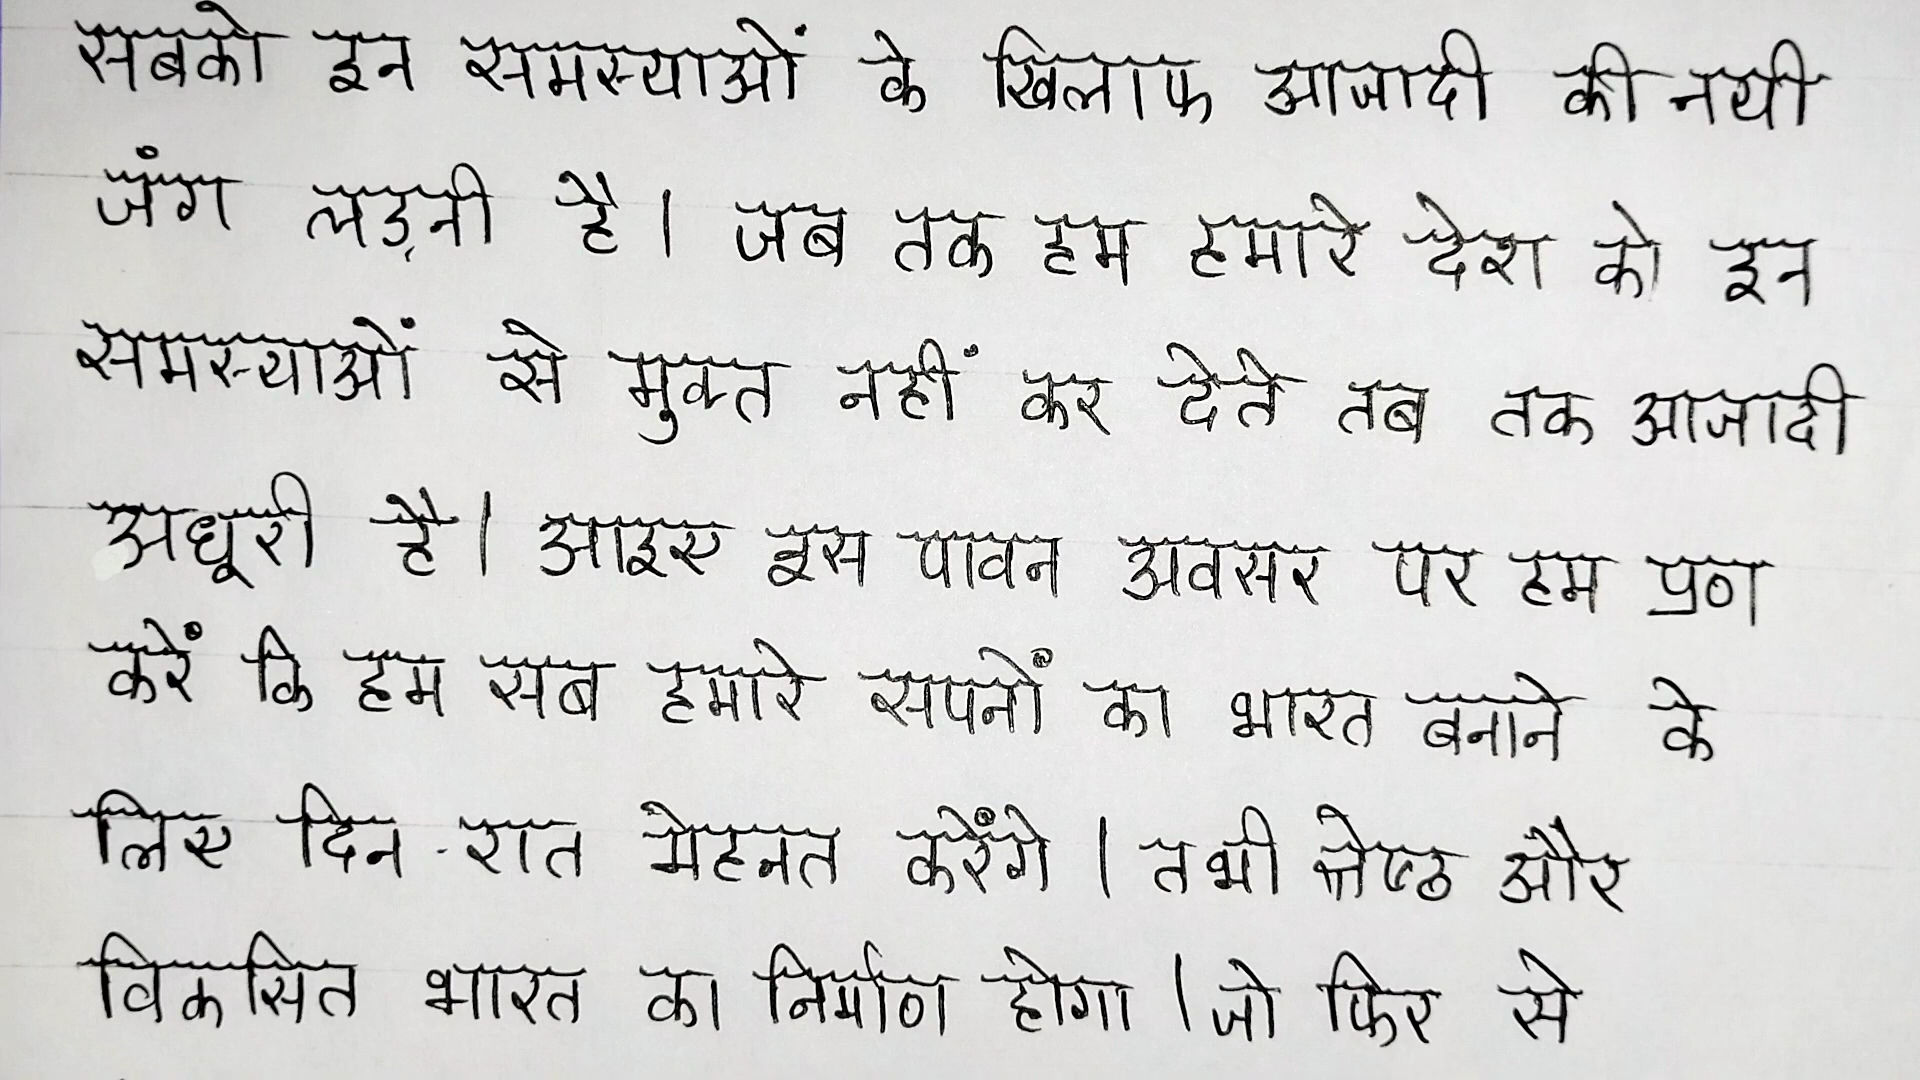 सबको इन समस्याओं के खिलाफ आजादी की नयी
जंग लड़नी है। जब तक हम हमारे देश को इन
समस्याओं से मुक्त नहीं कर देते तब तक आजादी
अधूरी है। आइए इस पावन अवसर पर हम प्रण
करें कि हम सब हमारे सपनों का भारत बनाने के
लिए दिन-रात मेहनत करेंगे। तभी और
विकसित भारत का निर्माण होगा।जो फिर से